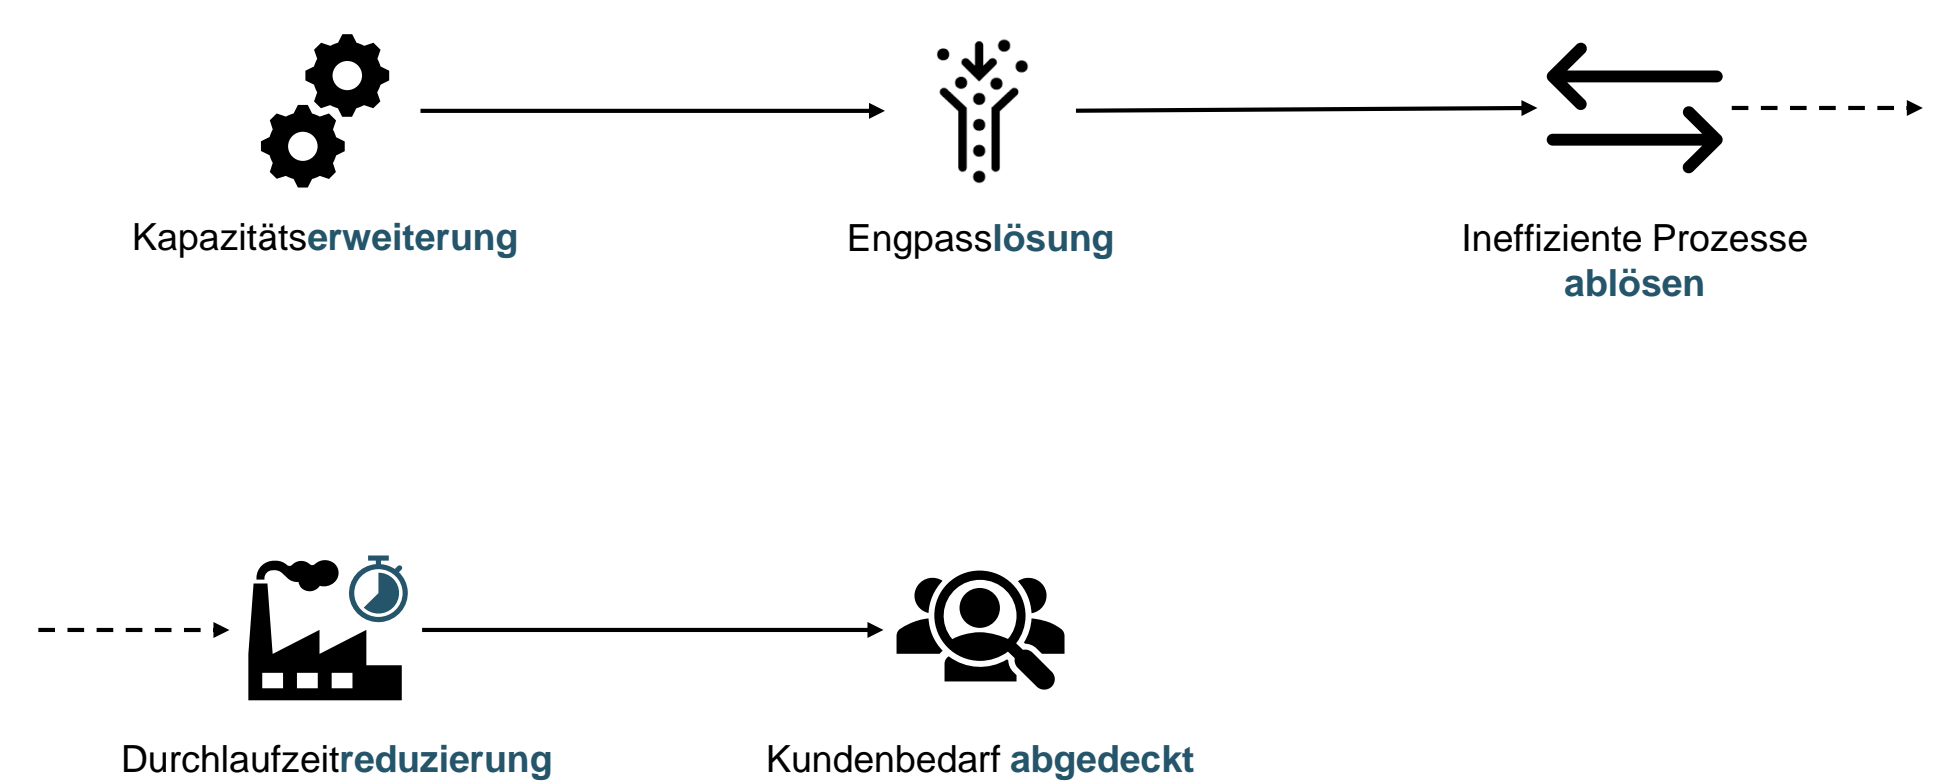 Kapazitätserweiterung
Engpasslösung
Ineffiziente Prozesse
ablösen
Durchlaufzeitreduzierung
Kundenbedarf abgedeckt